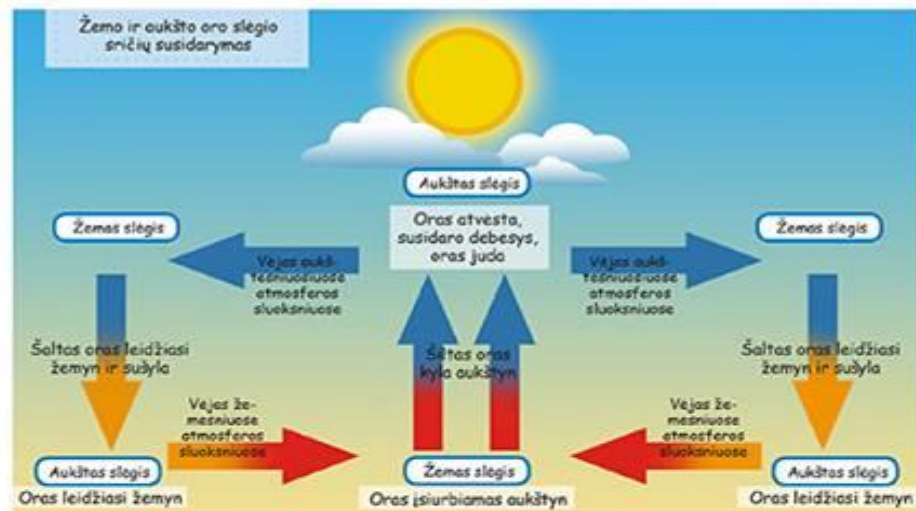 Žemo ir aukšto oro slėgio
sričių susidarymas
Aukštas slėgis
Oras atvėsta,
susidaro debesys,
oras juda
Žemas slėgis
Žemas slėgis
Vėjas aukš-
tesniuosiuose
atmosferos
sluoksniuose
Vėjas aukš-
tesniuosiuose
atmosferos
sluoksniuose
Šaltas oras leidžiasi
žemyn ir sušyla
Šiltas oras
kyla aukštyn
Šaltas oras leidžiasi
žemyn ir sušyla
Vėjas že-
mesniuose
atmosferos
sluoksniuose
Vėjas že-
mesniuose
atmosferos
sluoksniuose
Aukštas slėgis
Oras leidžiasi žemyn
Žemas slėgis
Oras įsiurbiamas aukštyn
Aukštas slėgis
Oras leidžiasi žemyn